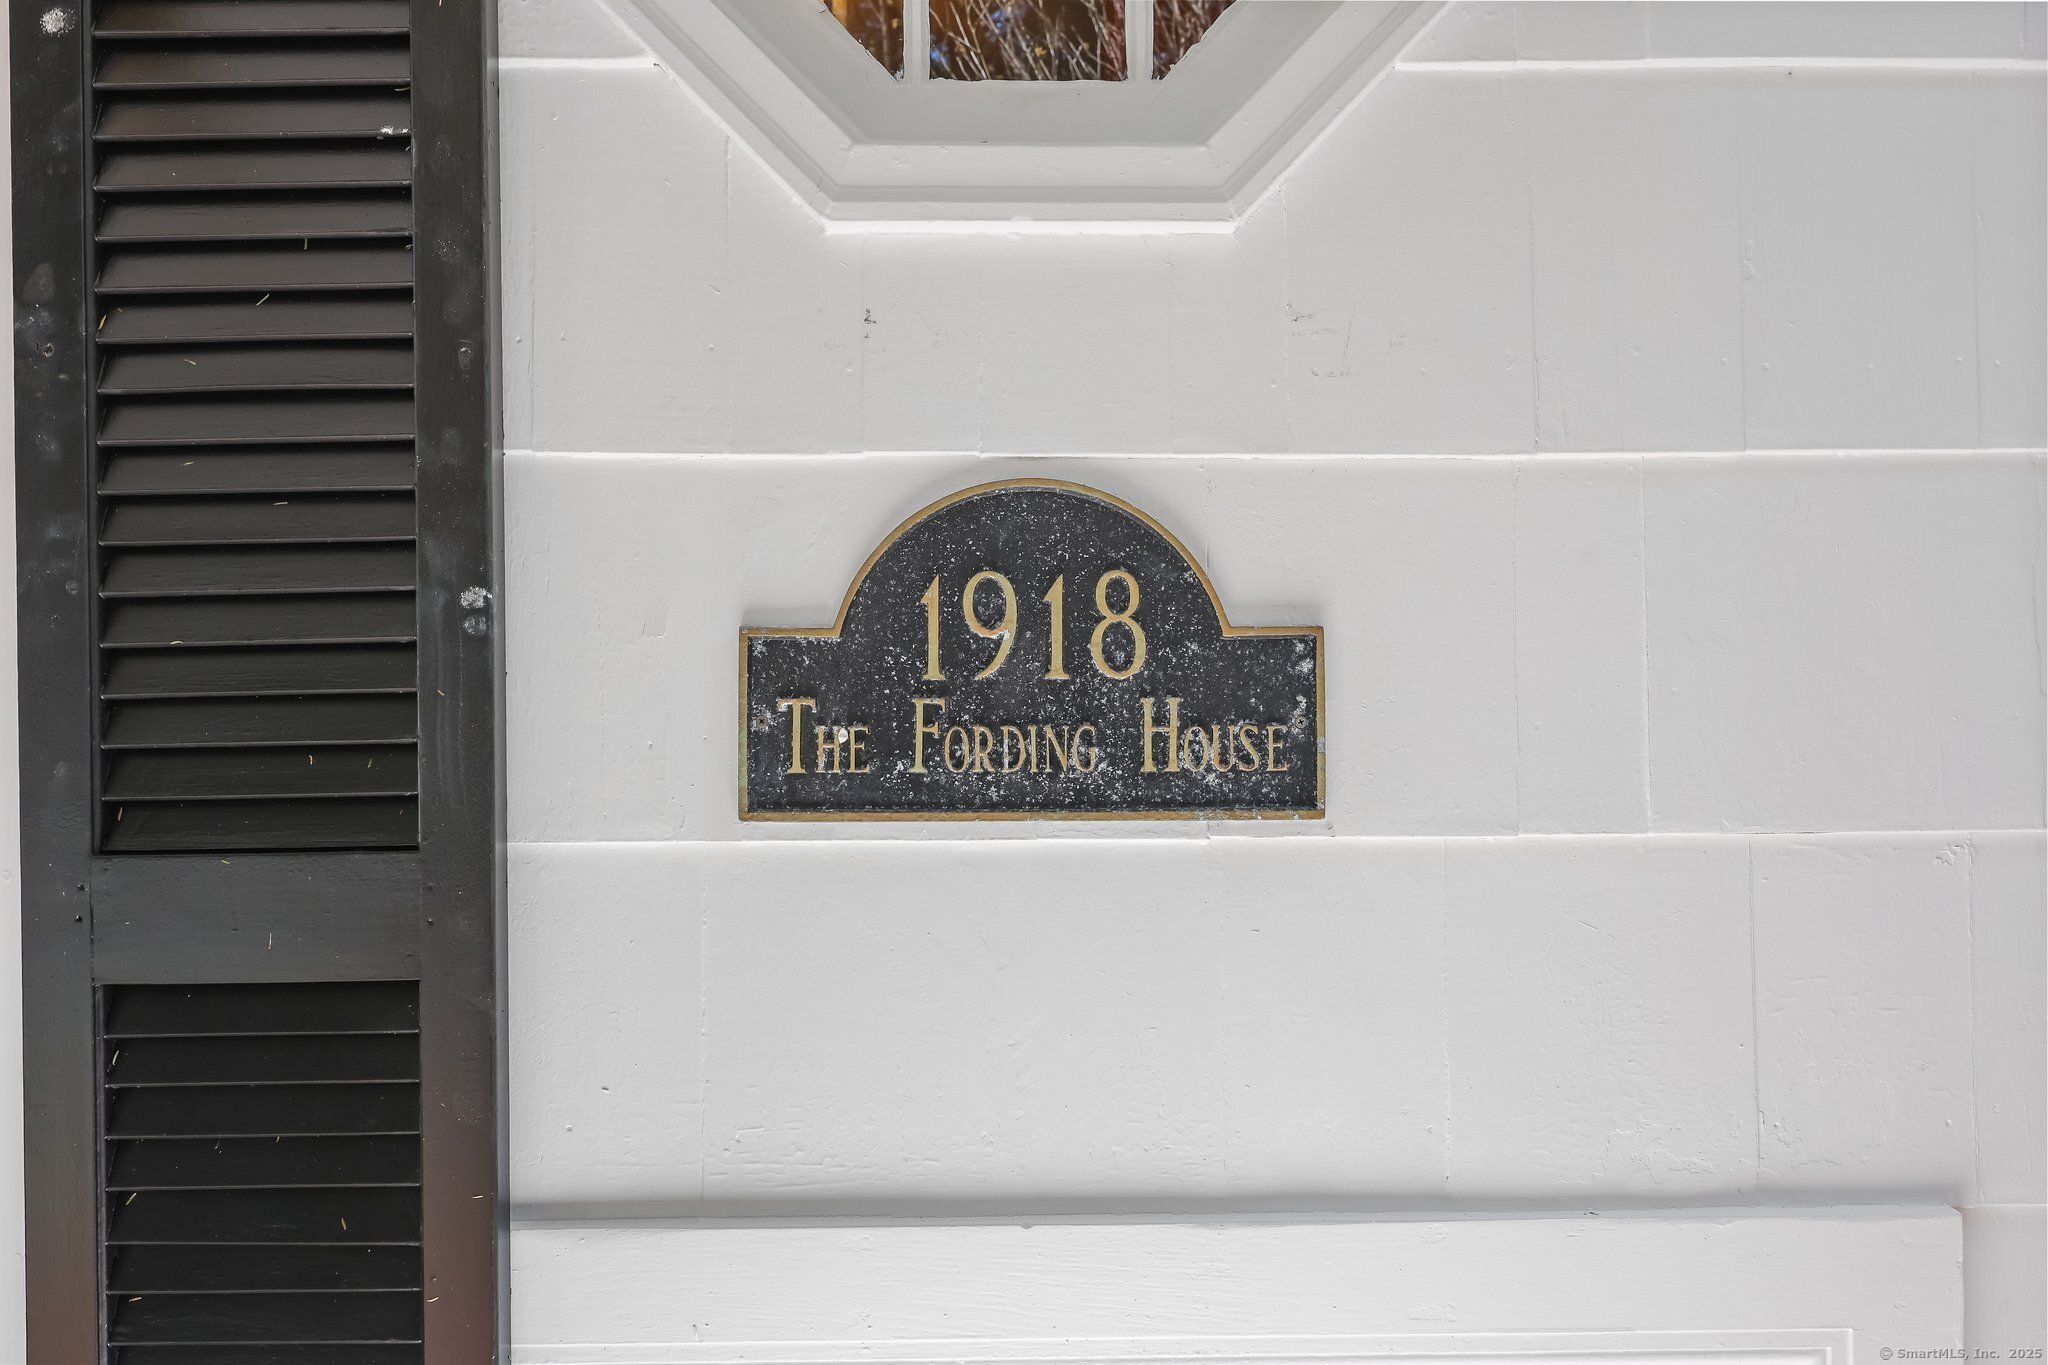 1918
The Fording House
© SmartMLS, Inc. 2025